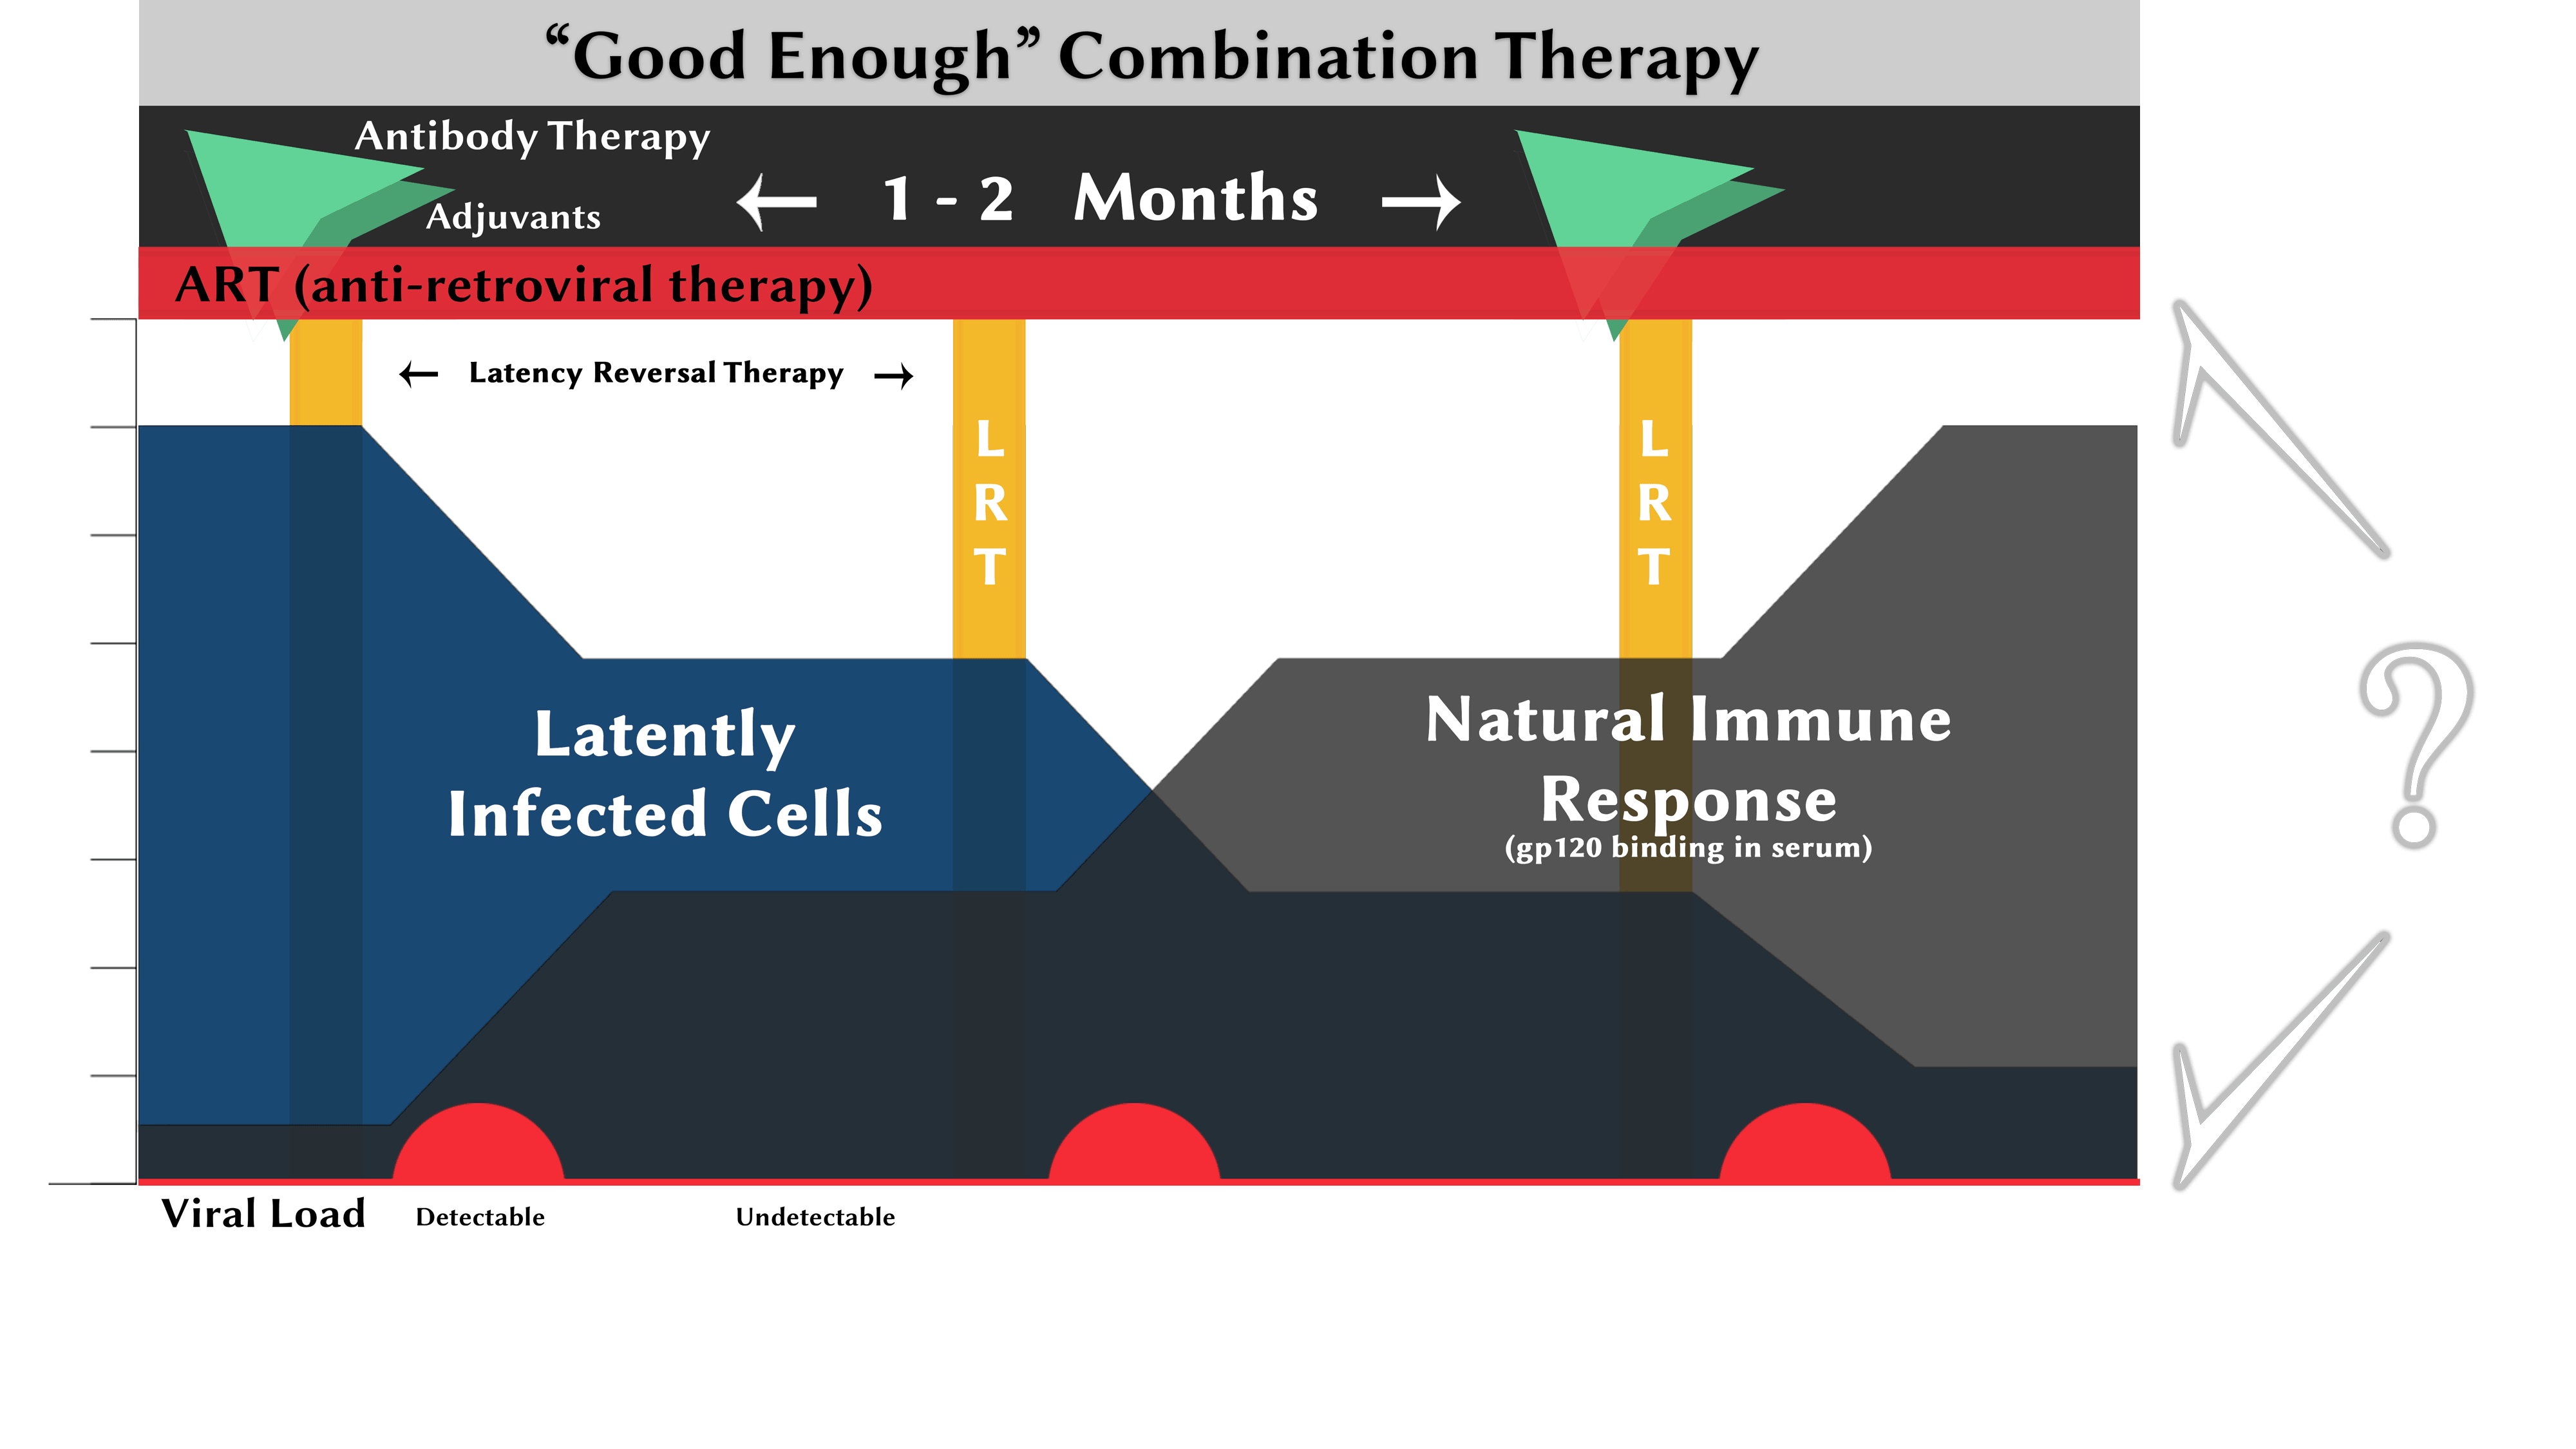 “Good Enough” Combination Therapy
Antibody Therapy
Adjuvants
← 1 - 2 Months →
ART (anti-retroviral therapy)
← Latency Reversal Therapy →
L
R
T
L
R
T
Latently
Infected Cells
Natural Immune
Response
(gp120 binding in serum)
?
Viral Load
Detectable
Undetectable